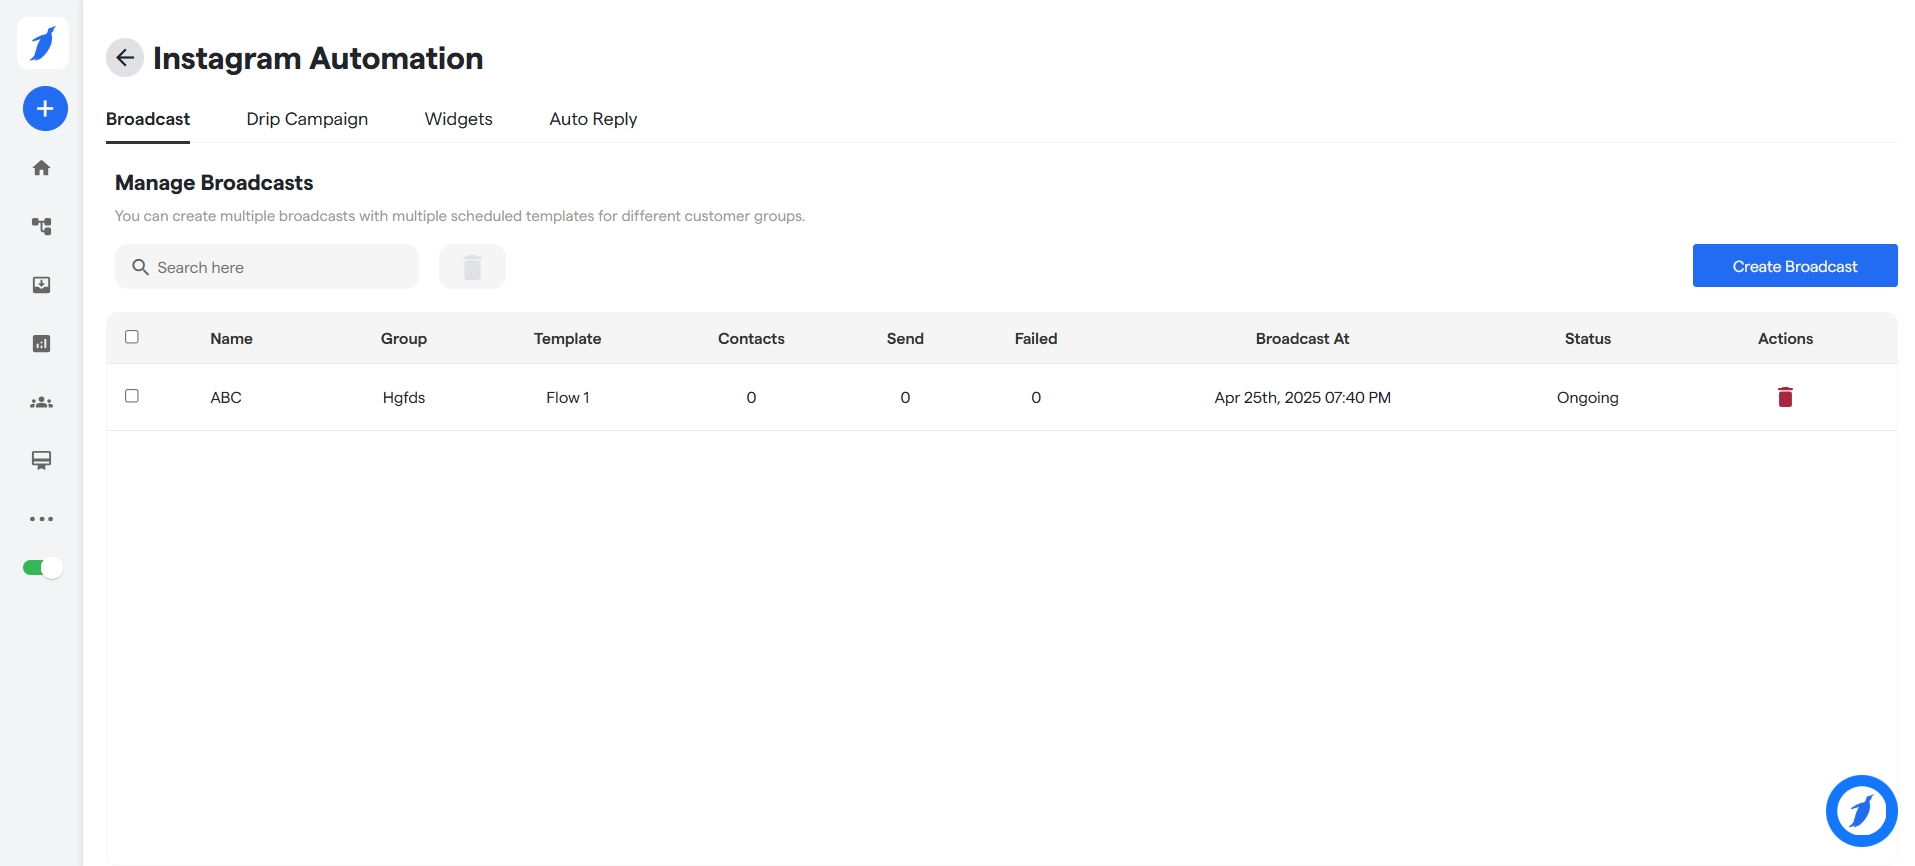 Instagram Automation
Broadcast Drip Campaign Widgets Auto Reply
Manage Broadcasts
You can create multiple broadcasts with multiple scheduled templates for different customer groups.
Search here
Create Broadcast
Name Group Template Contacts Send Failed Broadcast At Status Actions
ABC Hgfds Flow 1 0 0 0 Apr 25th, 2025 07:40 PM Ongoing